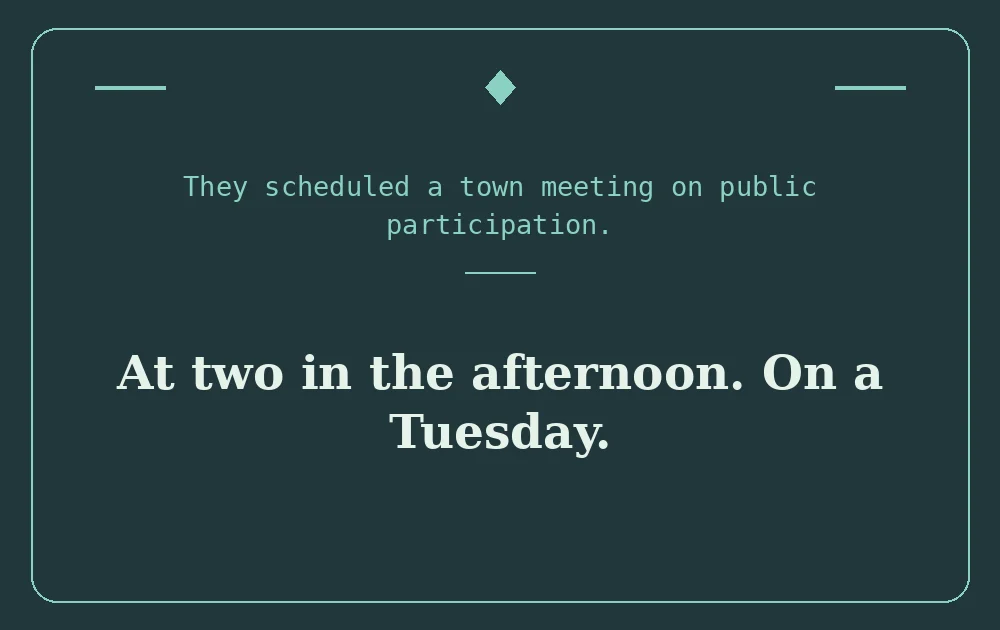 They scheduled a town meeting on public
participation.
At two in the afternoon. On a
Tuesday.